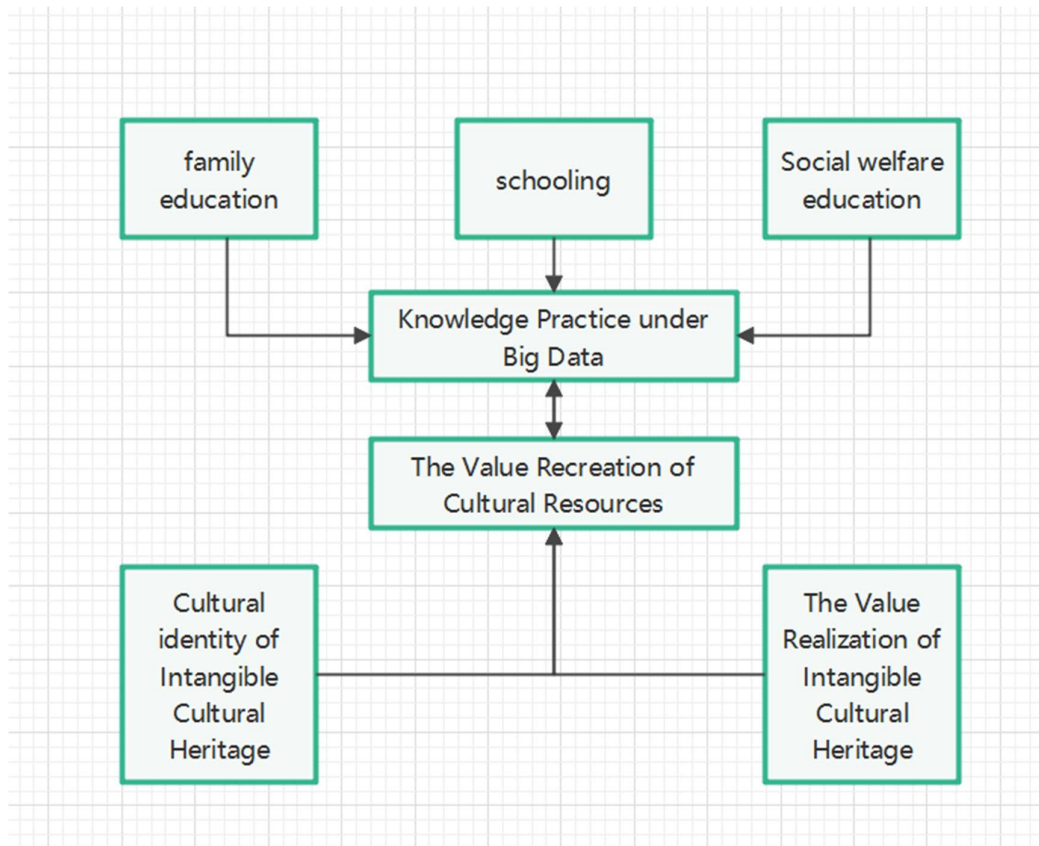 family
education
schooling
Social welfare
education
Knowledge Practice under
Big Data
The Value Recreation of
Cultural Resources
Cultural
identity of
Intangible
Cultural
Heritage
The Value
Realization of
Intangible
Cultural
Heritage